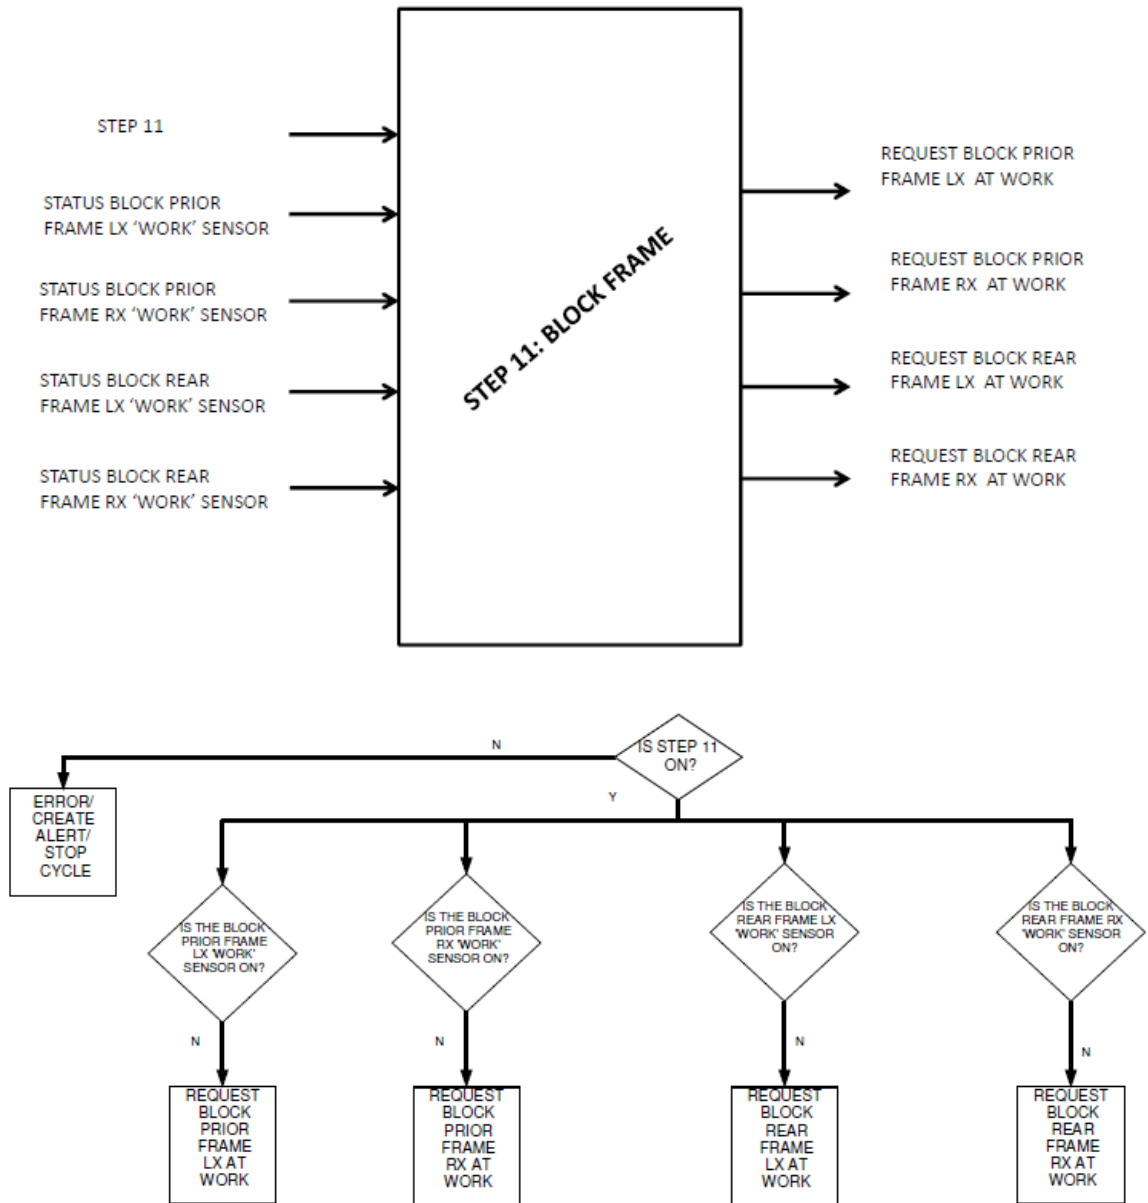 STEP 11
STATUS BLOCK PRIOR
FRAME LX ‘WORK’ SENSOR
STATUS BLOCK PRIOR
FRAME RX ‘WORK’ SENSOR
STATUS BLOCK REAR
FRAME LX ‘WORK’ SENSOR
STATUS BLOCK REAR
FRAME RX ‘WORK’ SENSOR
STEP 11: BLOCK FRAME
REQUEST BLOCK PRIOR
FRAME LX AT WORK
REQUEST BLOCK PRIOR
FRAME RX AT WORK
REQUEST BLOCK REAR
FRAME LX AT WORK
REQUEST BLOCK REAR
FRAME RX AT WORK
IS STEP 11
ON?
N
Y
ERROR/
CREATE
ALERT/
STOP
CYCLE
IS THE BLOCK
PRIOR FRAME
LX 'WORK'
SENSOR ON?
IS THE BLOCK
PRIOR FRAME
RX 'WORK'
SENSOR ON?
IS THE BLOCK
REAR FRAME LX
'WORK' SENSOR
ON?
IS THE BLOCK
REAR FRAME RX
'WORK' SENSOR
ON?
N
N
N
N
REQUEST
BLOCK
PRIOR
FRAME
LX AT
WORK
REQUEST
BLOCK
PRIOR
FRAME
RX AT
WORK
REQUEST
BLOCK
REAR
FRAME
LX AT
WORK
REQUEST
BLOCK
REAR
FRAME
RX AT
WORK